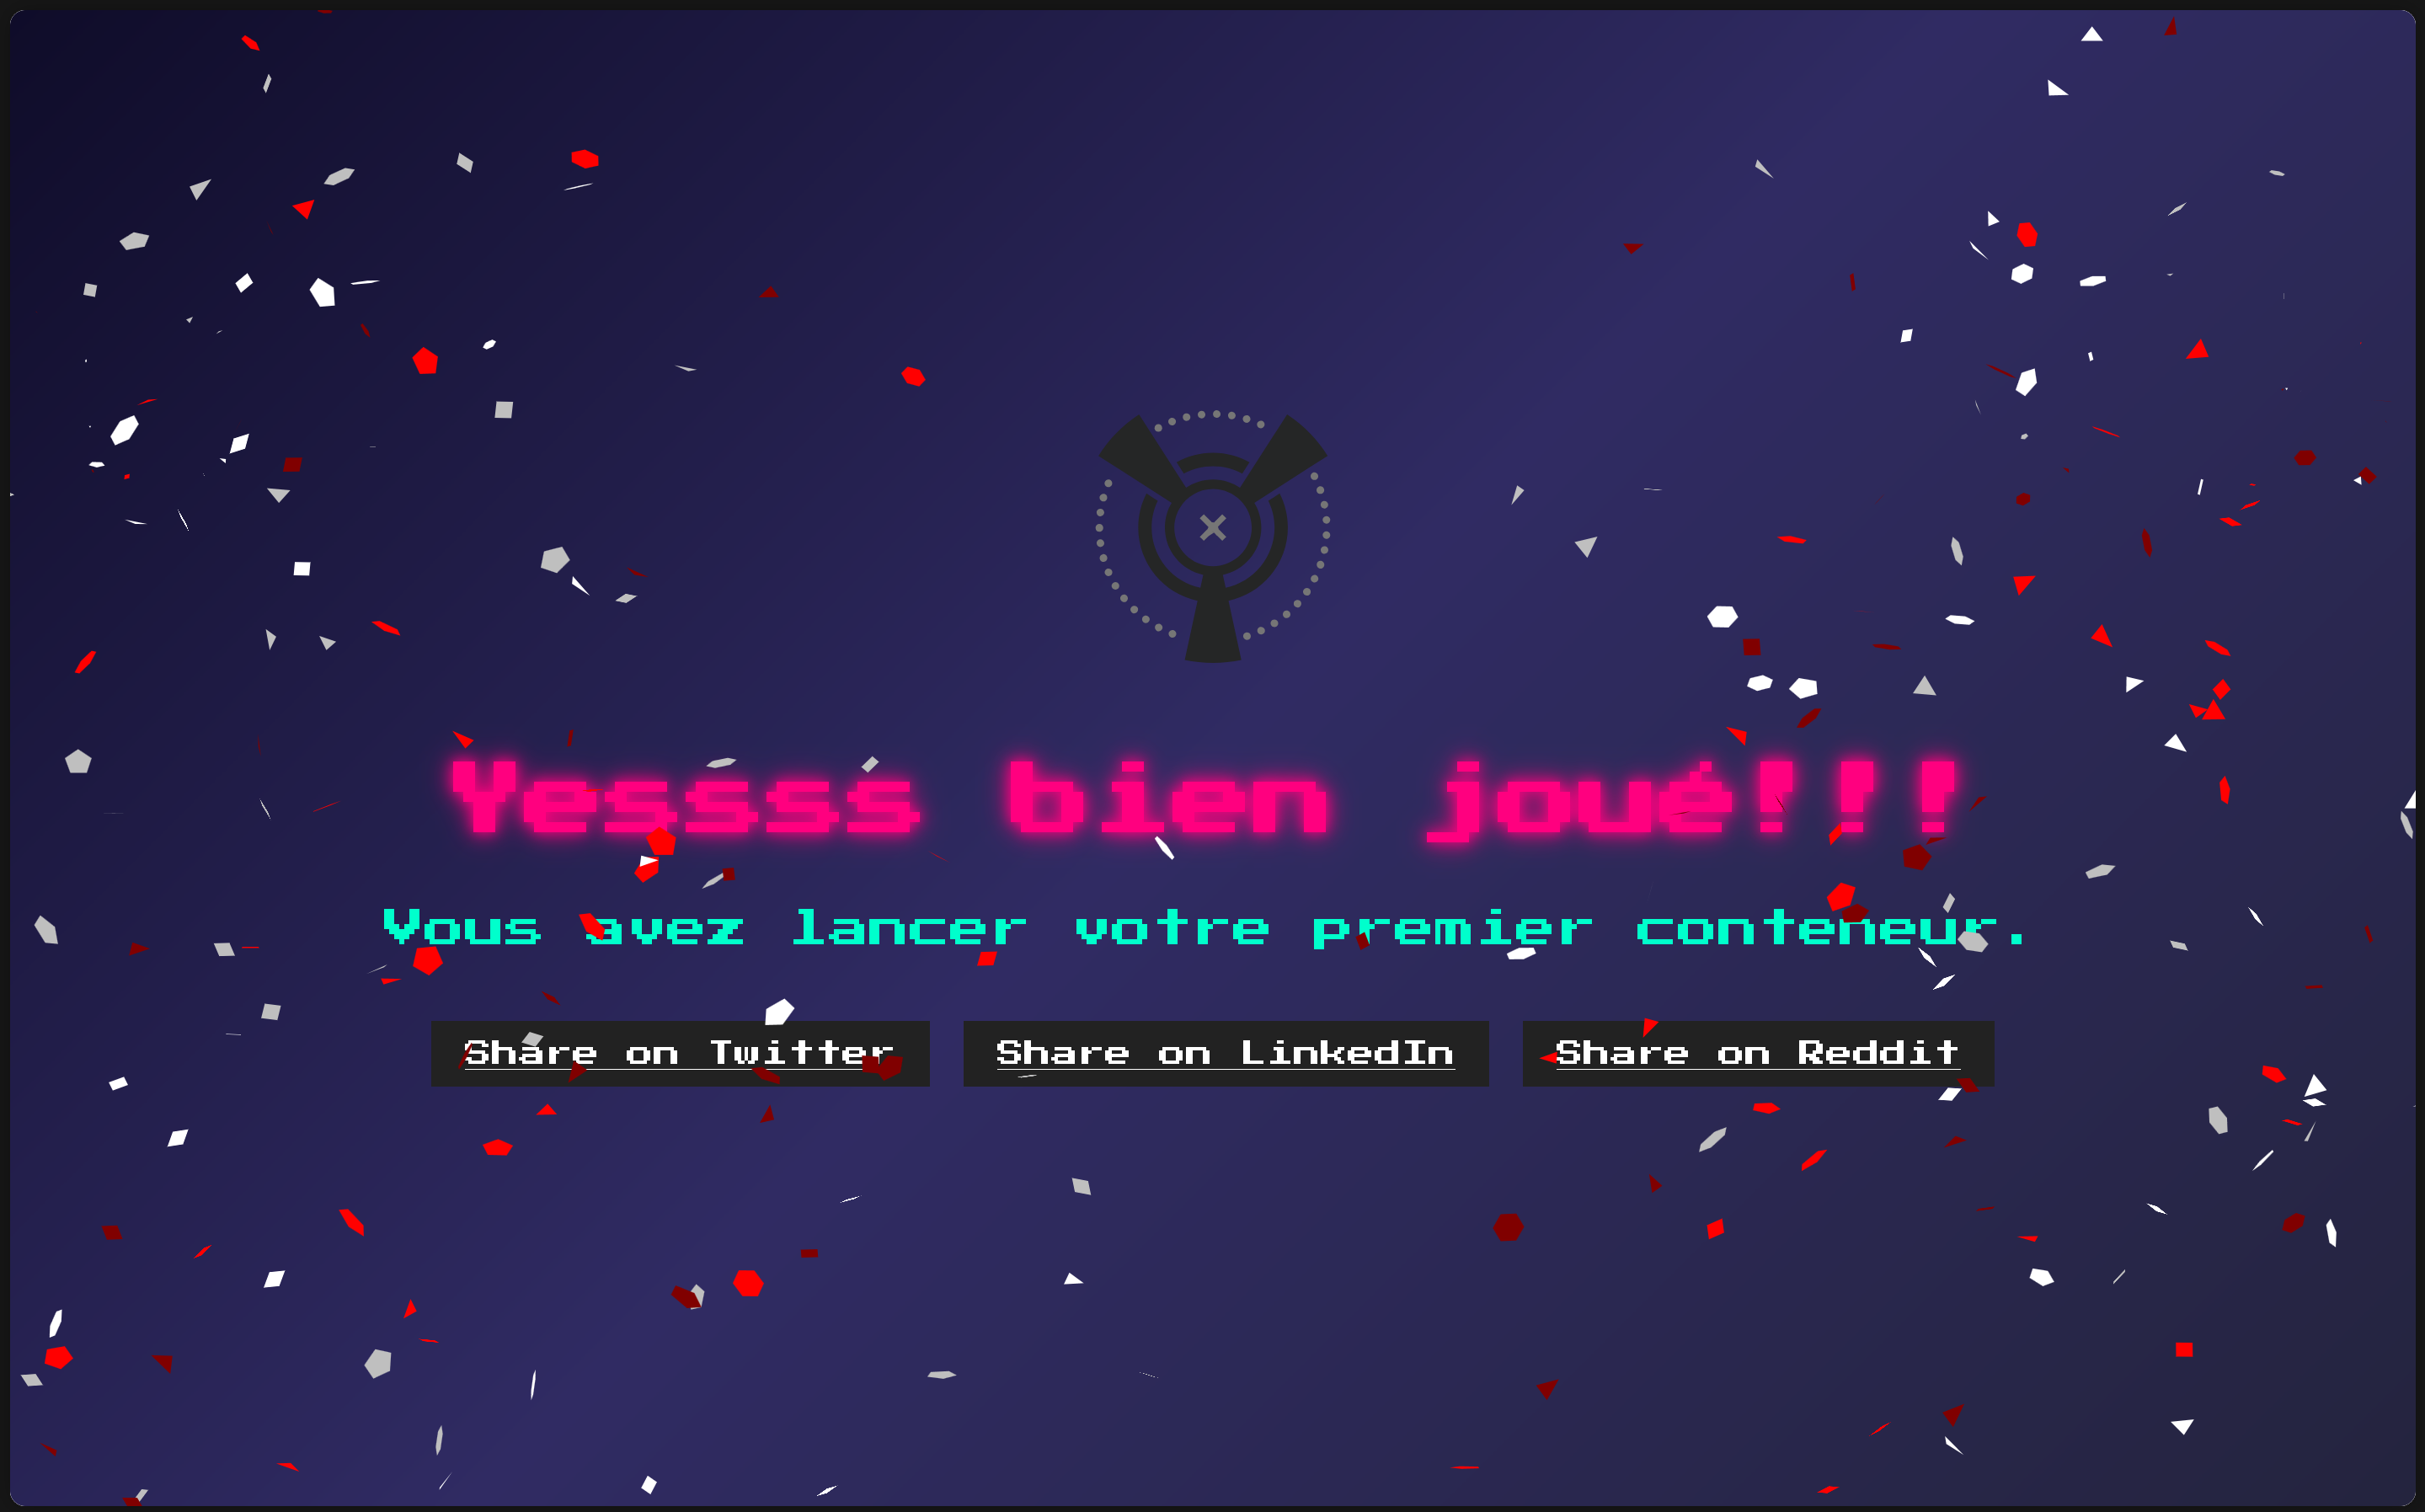 Yessss bien joué!!!
Vous avez lancer votre premier conteneur.
Share on Twitter
Share on LinkedIn
Share on Reddit